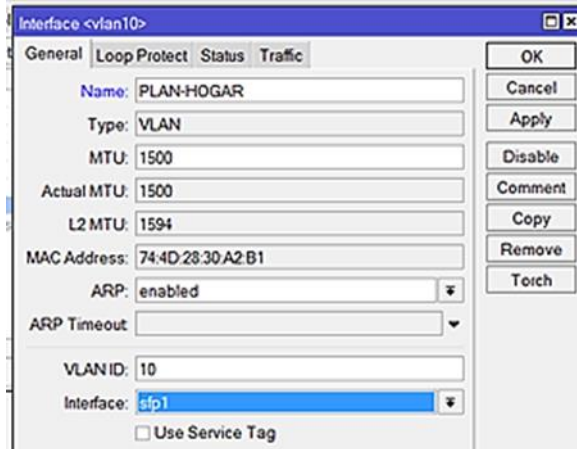 Interface <vlan10>
General Loop Protect Status Traffic
OK
Name: PLAN-HOGAR
Cancel
Type: VLAN
Apply
MTU: 1500
Disable
Actual MTU: 1500
Comment
L2 MTU: 1594
Copy
MAC Address: 74:4D:28:30:A2:B1
Remove
ARP: enabled
Torch
ARP Timeout:
VLAN ID: 10
Interface: sfp1
Use Service Tag